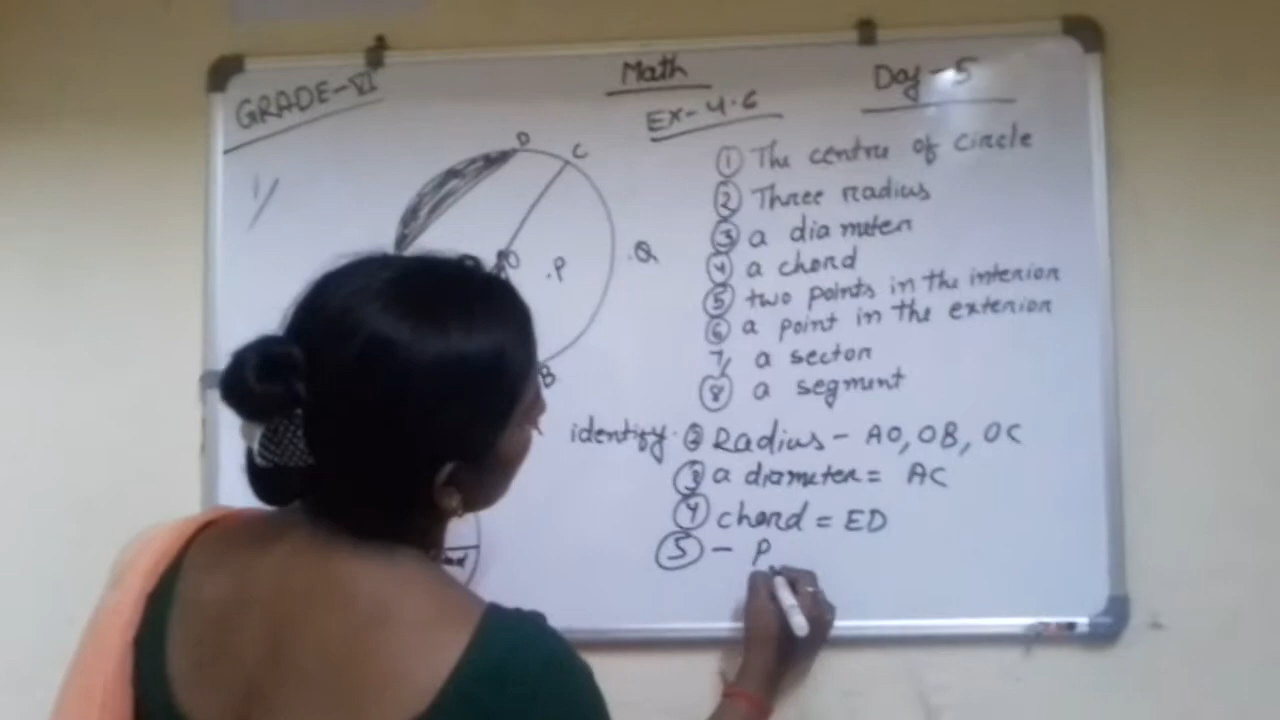 GRADE-VI
Math
Day-5
Ex-4.6
1/
D
C
① The centre of circle
② Three radius
③ a diameter
④ a chord
⑤ two points in the interior
⑥ a point in the exterior
7/ a sector
⑧ a segment
O
.P
.Q
B
identify. ② Radius - AO, OB, OC
③ a diameter = AC
④ chord = ED
⑤ - P